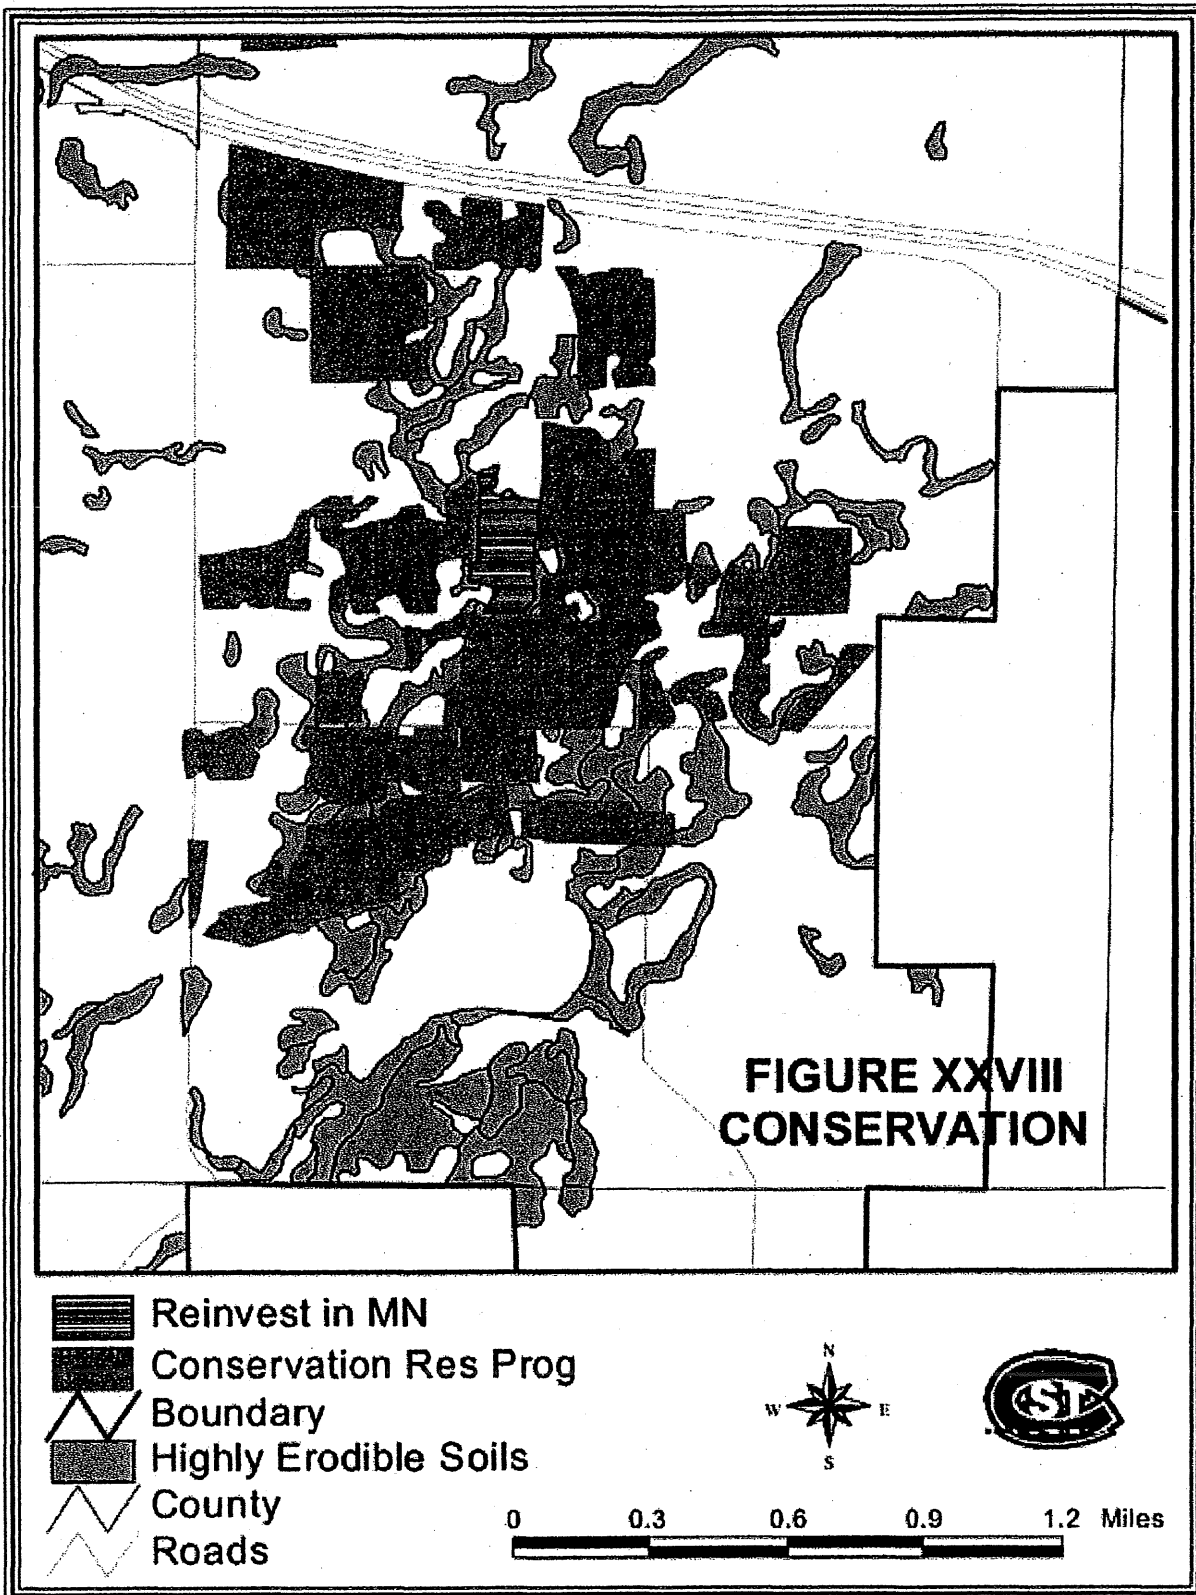 FIGURE XXVIII
CONSERVATION
Reinvest in MN
Conservation Res Prog
Boundary
Highly Erodible Soils
County
Roads
N
W E
S
0 0.3 0.6 0.9 1.2 Miles